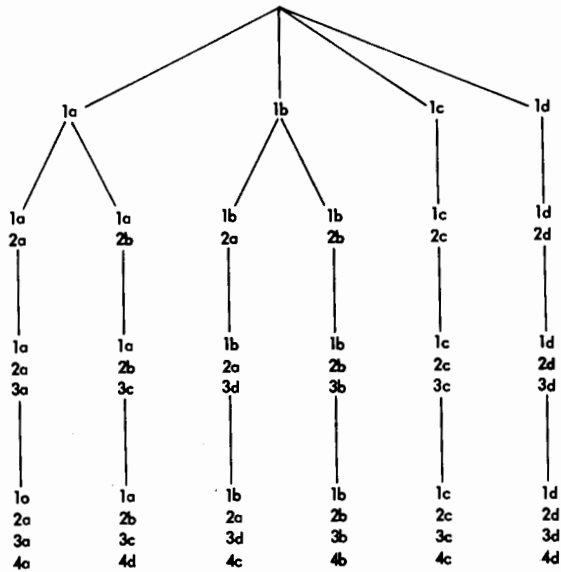 1a 1b 1c 1d
1a 1a 1b 1b 1c 1d
2a 2b 2a 2b 2c 2d
1a 1a 1b 1b 1c 1d
2a 2b 2a 2b 2c 2d
3a 3c 3d 3b 3c 3d
1o 1a 1b 1b 1c 1d
2a 2b 2a 2b 2c 2d
3a 3c 3d 3b 3c 3d
4a 4d 4c 4b 4c 4d